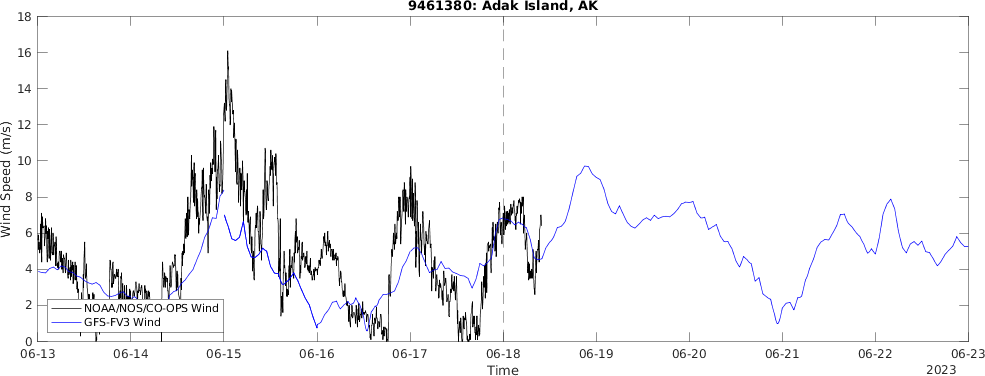 9461380: Adak Island, AK
18
16
14
12
10
8
6
4
2
0
Wind Speed (m/s)
NOAA/NOS/CO-OPS Wind
GFS-FV3 Wind
06-13 06-14 06-15 06-16 06-17 06-18 06-19 06-20 06-21 06-22 06-23
Time
2023